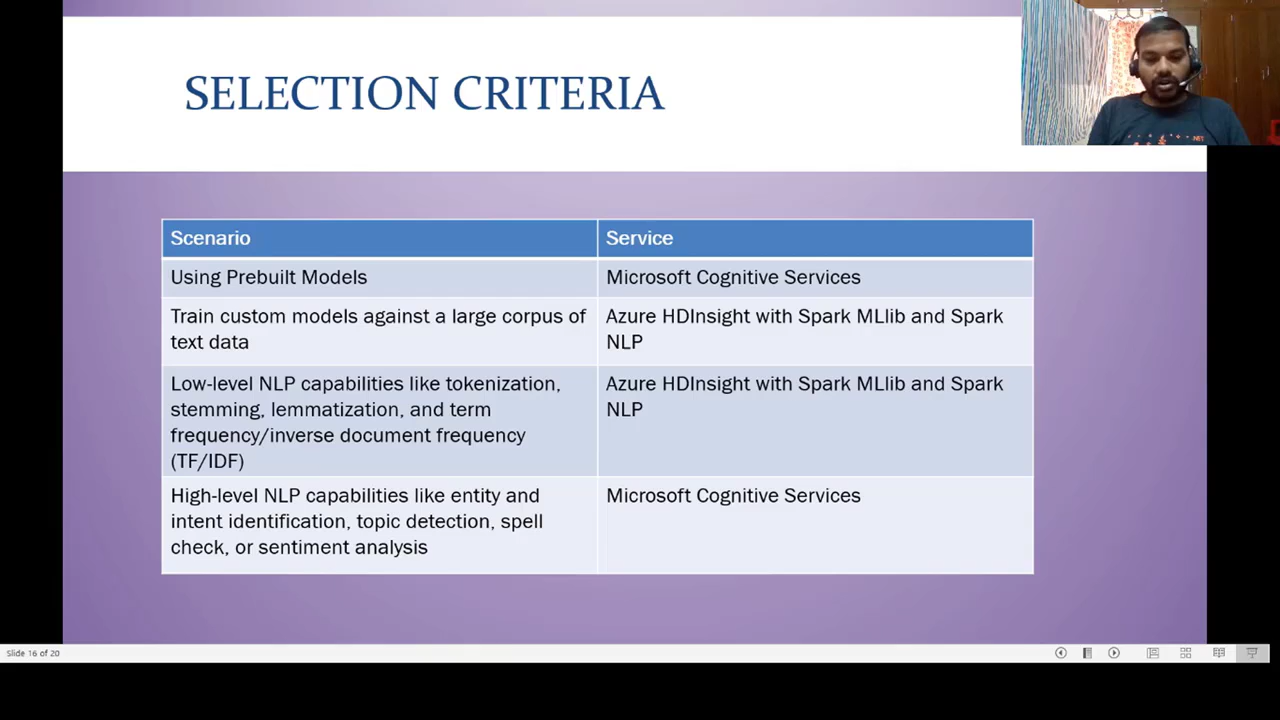 SELECTION CRITERIA
Scenario
Service
Using Prebuilt Models
Microsoft Cognitive Services
Train custom models against a large corpus of
text data
Azure HDInsight with Spark MLlib and Spark
NLP
Low-level NLP capabilities like tokenization,
stemming, lemmatization, and term
frequency/inverse document frequency
(TF/IDF)
Azure HDInsight with Spark MLlib and Spark
NLP
High-level NLP capabilities like entity and
intent identification, topic detection, spell
check, or sentiment analysis
Microsoft Cognitive Services
Slide 16 of 20